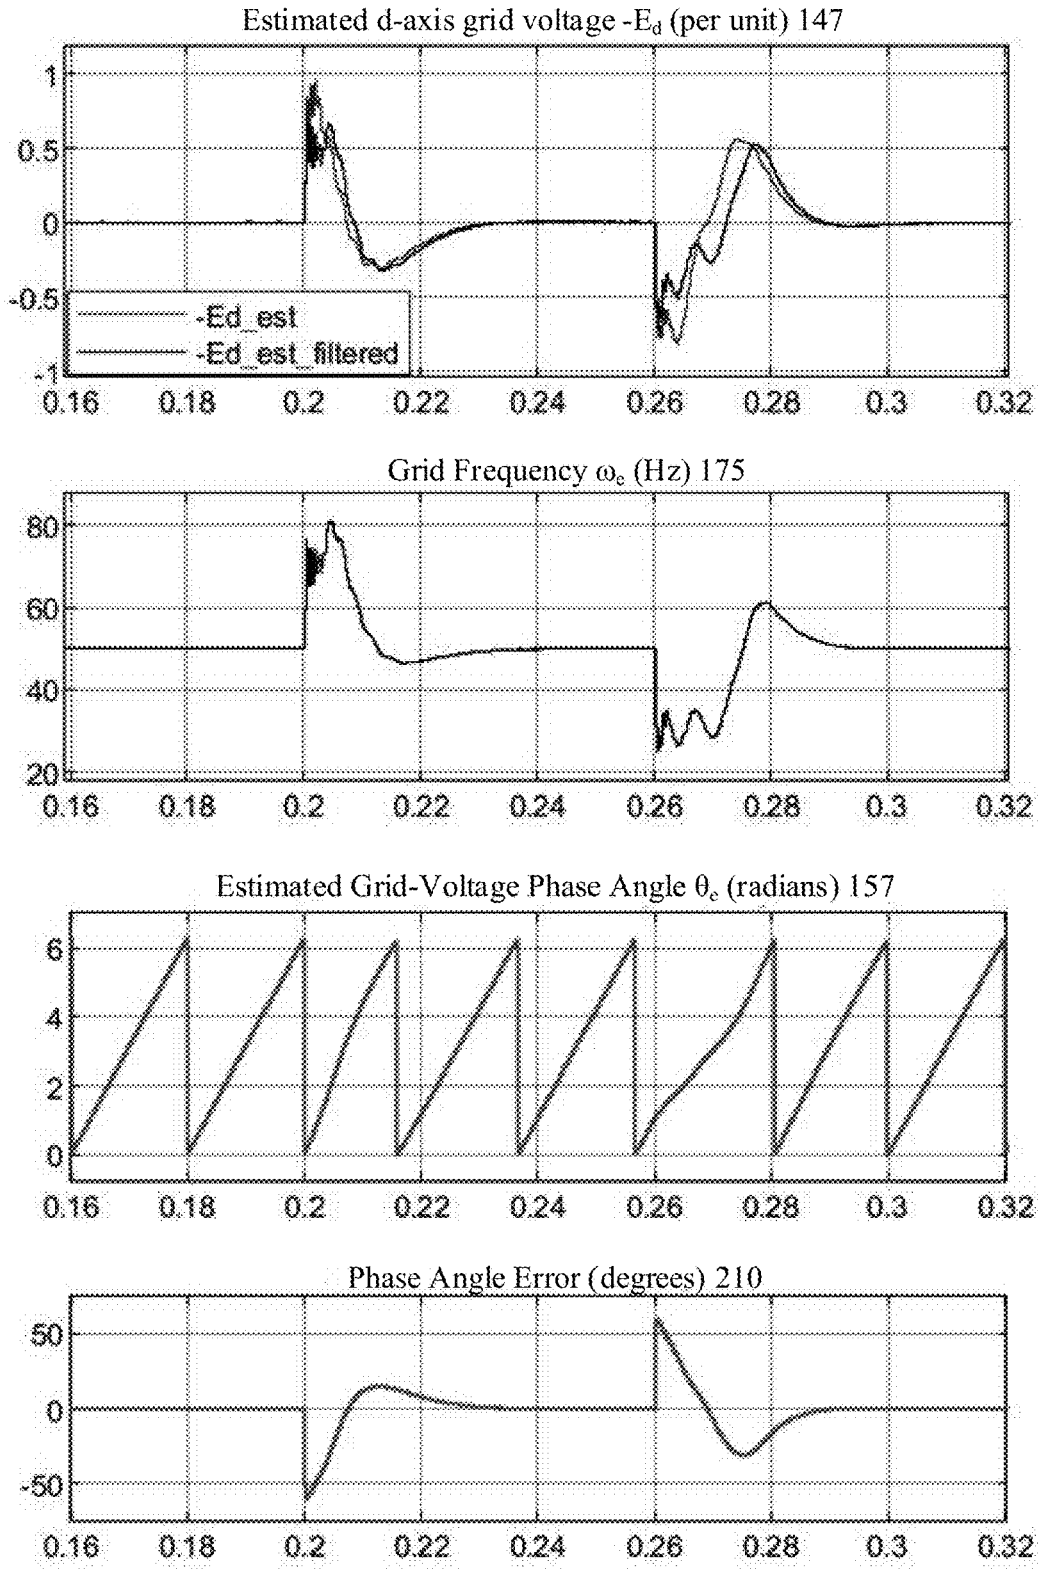 Estimated d-axis grid voltage -Ed (per unit) 147
1
0.5
0
-0.5
-1
-Ed_est
-Ed_est_filtered
0.16 0.18 0.2 0.22 0.24 0.26 0.28 0.3 0.32
Grid Frequency ωe (Hz) 175
80
60
40
20
0.16 0.18 0.2 0.22 0.24 0.26 0.28 0.3 0.32
Estimated Grid-Voltage Phase Angle θe (radians) 157
6
4
2
0
0.16 0.18 0.2 0.22 0.24 0.26 0.28 0.3 0.32
Phase Angle Error (degrees) 210
50
0
-50
0.16 0.18 0.2 0.22 0.24 0.26 0.28 0.3 0.32